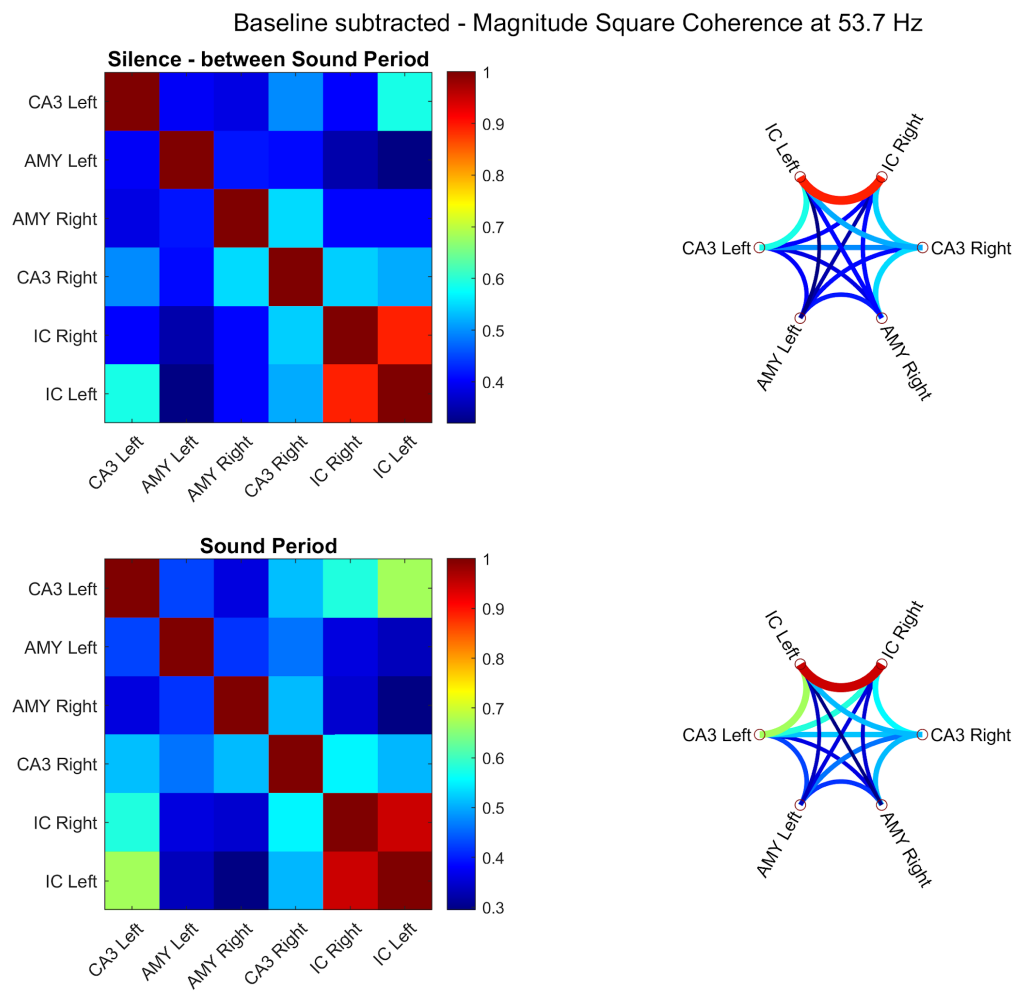 Baseline subtracted - Magnitude Square Coherence at 53.7 Hz
Silence - between Sound Period
CA3 Left
AMY Left
AMY Right
CA3 Right
IC Right
IC Left
CA3 Left
AMY Left
AMY Right
CA3 Right
IC Right
IC Left
1
0.9
0.8
0.7
0.6
0.5
0.4
IC Left
IC Right
CA3 Left
CA3 Right
AMY Left
AMY Right
Sound Period
CA3 Left
AMY Left
AMY Right
CA3 Right
IC Right
IC Left
CA3 Left
AMY Left
AMY Right
CA3 Right
IC Right
IC Left
1
0.9
0.8
0.7
0.6
0.5
0.4
0.3
IC Left
IC Right
CA3 Left
CA3 Right
AMY Left
AMY Right